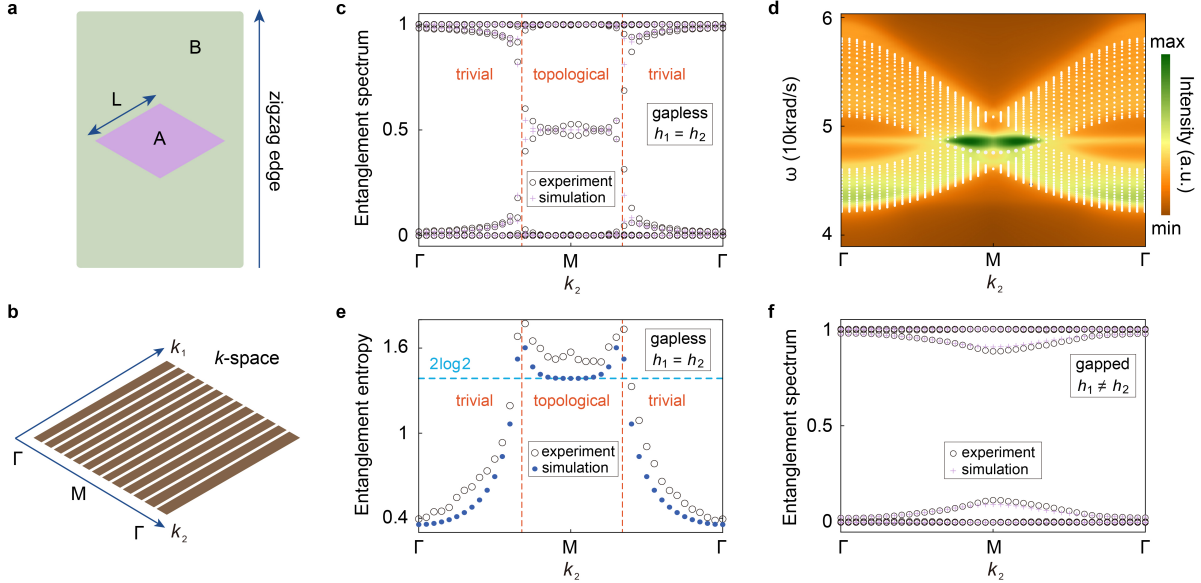 a
B
L
A
zigzag edge
b
k₁
k-space
Γ
M
Γ
k₂
c
Entanglement spectrum
1
0.5
0
trivial
topological
trivial
gapless
h₁ = h₂
experiment
simulation
Γ
M
Γ
k₂
d
ω (10krad/s)
6
5
4
Γ
M
Γ
k₂
max
Intensity (a.u.)
min
e
Entanglement entropy
1.6
1
0.4
2log2
gapless
h₁ = h₂
trivial
topological
trivial
experiment
simulation
Γ
M
Γ
k₂
f
Entanglement spectrum
1
0.5
0
gapped
h₁ ≠ h₂
experiment
simulation
Γ
M
Γ
k₂